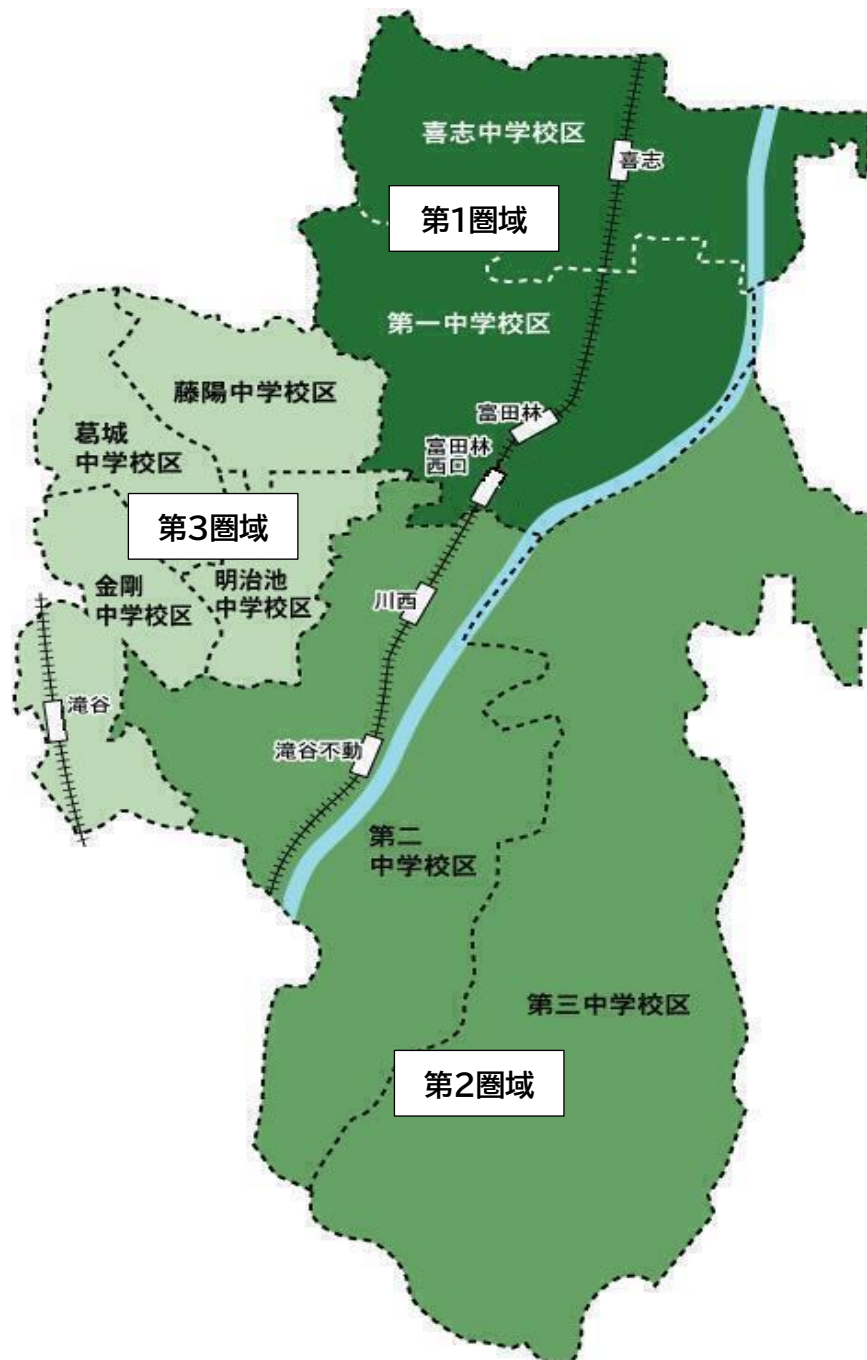 喜志中学校区
喜志
第1圏域
第一中学校区
藤陽中学校区
富田林
葛城
中学校区
富田林
西口
第3圏域
金剛
中学校区
明治池
中学校区
川西
滝谷
滝谷不動
第二
中学校区
第三中学校区
第2圏域